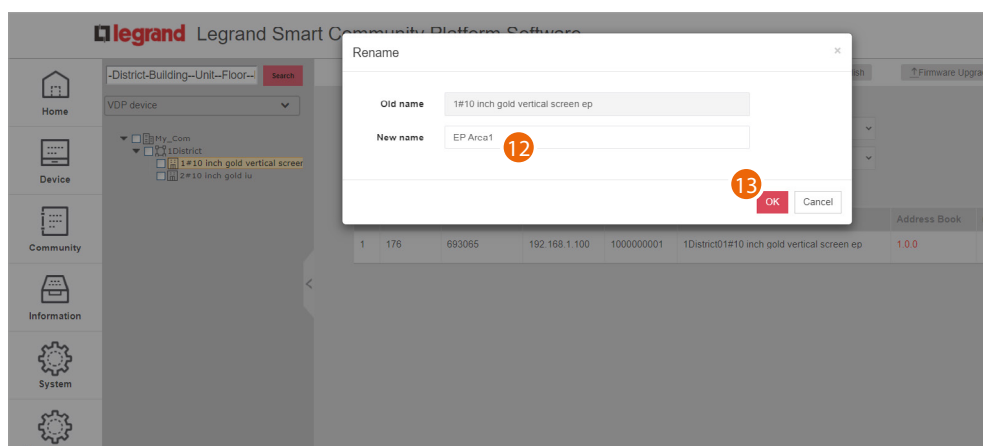 legrand Legrand Smart Community Platform Software
-District-Building--Unit--Floor--
Search
VDP device
My_Com
1District
1#10 inch gold vertical screen
2#10 inch gold iu
Home
Device
Community
Information
System
Rename
×
Old name
1#10 inch gold vertical screen ep
New name
EP Area1
12
13
OK
Cancel
Firmware Upgra
Address Book
1 176 693065 192.168.1.100 1000000001 1District01#10 inch gold vertical screen ep 1.0.0